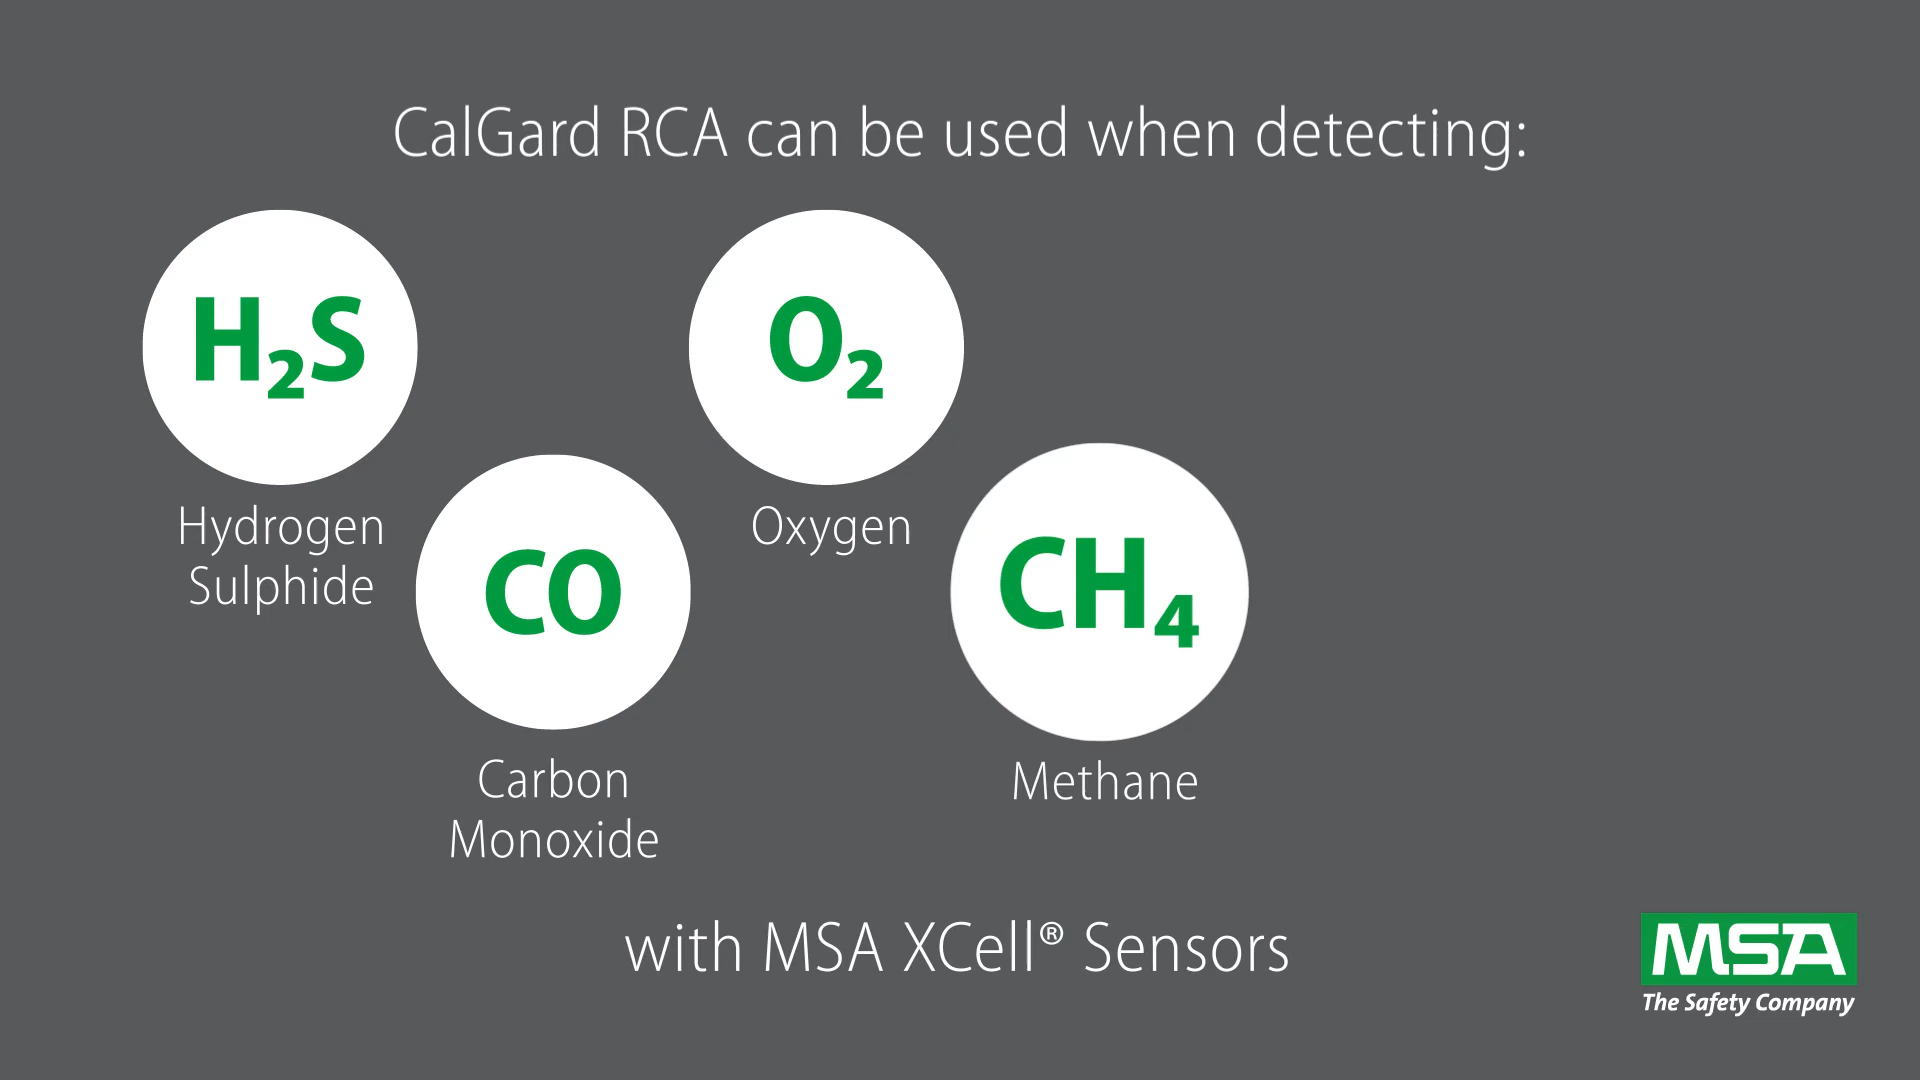 CalGard RCA can be used when detecting:
H₂S
Hydrogen
Sulphide
CO
Carbon
Monoxide
O₂
Oxygen
CH₄
Methane
with MSA XCell® Sensors
MSA
The Safety Company